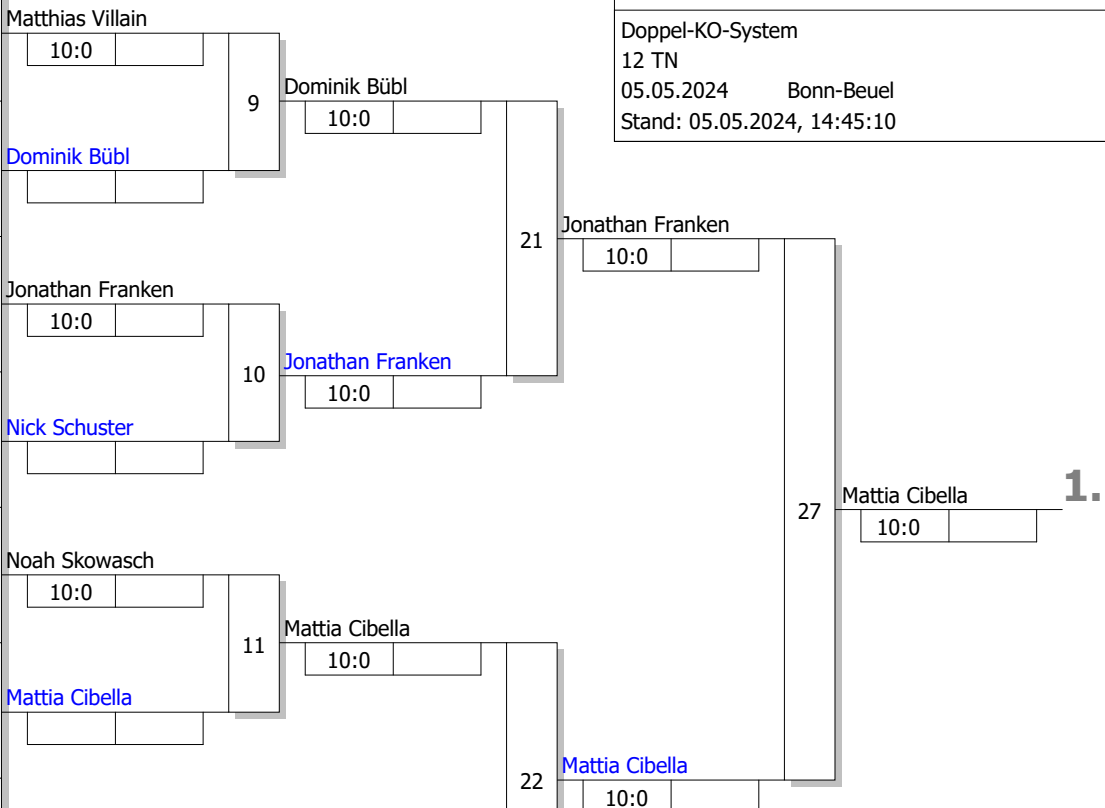 Matthias Villain
10:0
9
Dominik Bübl
Dominik Bübl
10:0
Doppel-KO-System
12 TN
05.05.2024 Bonn-Beuel
Stand: 05.05.2024, 14:45:10
21
Jonathan Franken
10:0
Jonathan Franken
10:0
10
Nick Schuster
Jonathan Franken
10:0
27
Mattia Cibella
10:0
1.
Noah Skowasch
10:0
11
Mattia Cibella
Mattia Cibella
10:0
22
Mattia Cibella
10:0